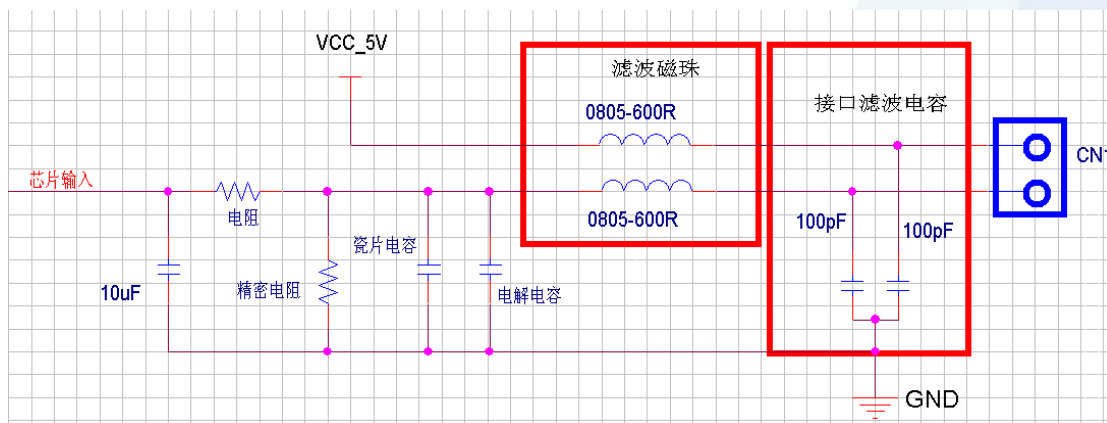 VCC_5V
滤波磁珠
0805-600R
接口滤波电容
CN1
芯片输入
电阻
0805-600R
100pF
100pF
瓷片电容
10uF
精密电阻
电解电容
GND